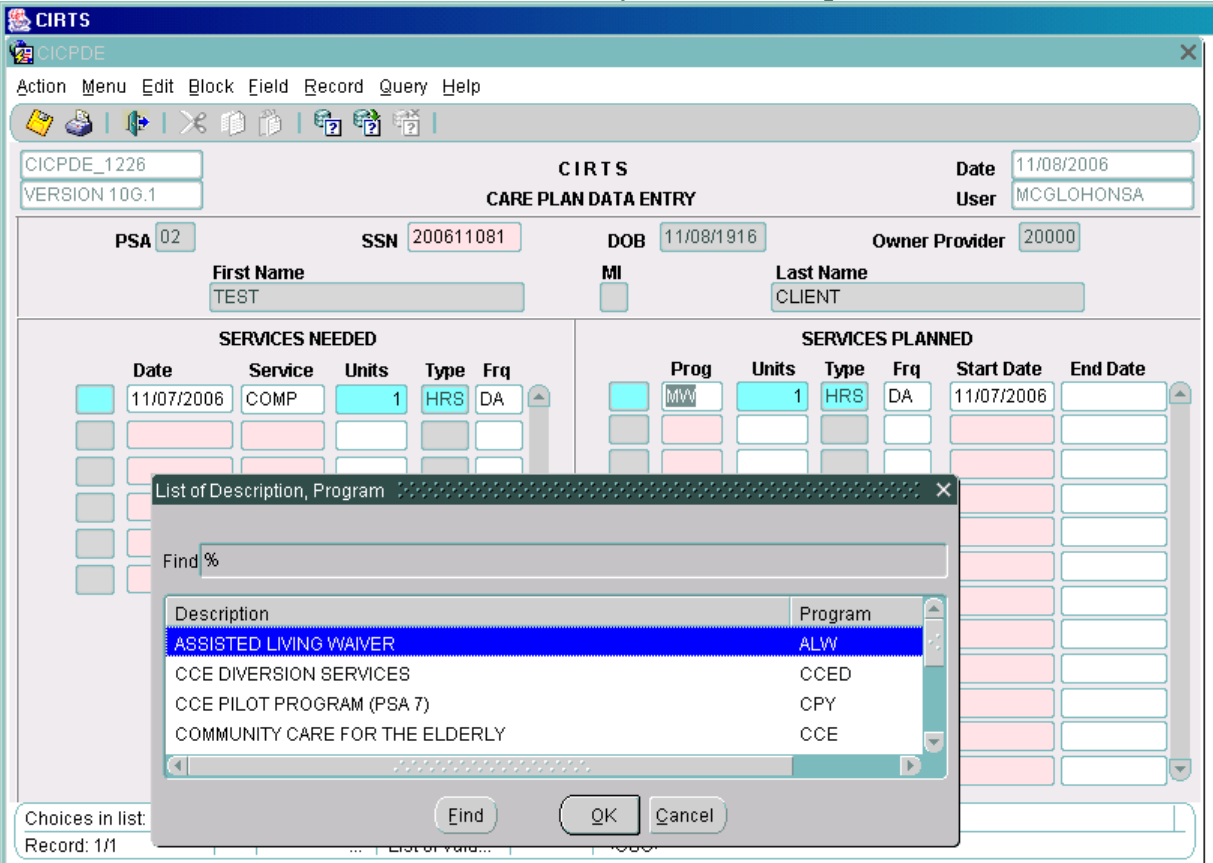 CIRTS
CICPDE
Action Menu Edit Block Field Record Query Help
CICPDE_1226
CIRTS
Date 11/08/2006
VERSION 10G.1
CARE PLAN DATA ENTRY
User MCGLOHONSA
PSA 02 SSN 200611081 DOB 11/08/1916 Owner Provider 20000
First Name MI Last Name
TEST CLIENT
SERVICES NEEDED SERVICES PLANNED
Date Service Units Type Frq Prog Units Type Frq Start Date End Date
11/07/2006 COMP 1 HRS DA MW 1 HRS DA 11/07/2006
List of Description, Program
Find %
Description Program
ASSISTED LIVING WAIVER ALW
CCE DIVERSION SERVICES CCED
CCE PILOT PROGRAM (PSA 7) CPY
COMMUNITY CARE FOR THE ELDERLY CCE
Find OK Cancel
Choices in list:
Record: 1/1 ...